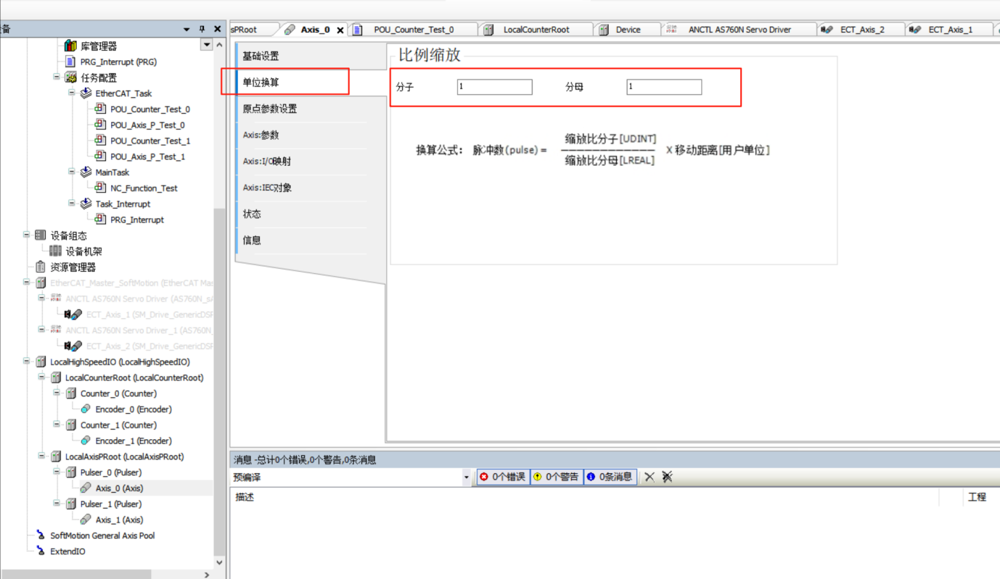 备
sPRoot
Axis_0
POU_Counter_Test_0
LocalCounterRoot
Device
ANCTL AS760N Servo Driver
ECT_Axis_2
ECT_Axis_1
库管理器
PRG_Interrupt (PRG)
任务配置
EtherCAT_Task
POU_Counter_Test_0
POU_Axis_P_Test_0
POU_Counter_Test_1
POU_Axis_P_Test_1
MainTask
NC_Function_Test
Task_Interrupt
PRG_Interrupt
设备组态
设备机架
资源管理器
EtherCAT_Master_SoftMotion (EtherCAT Mas
ANCTL AS760N Servo Driver (AS760N_sA
ECT_Axis_1 (SM_Drive_GenericDSP
ANCTL AS760N Servo Driver_1 (AS760N_
ECT_Axis_2 (SM_Drive_GenericDSP
LocalHighSpeedIO (LocalHighSpeedIO)
LocalCounterRoot (LocalCounterRoot)
Counter_0 (Counter)
Encoder_0 (Encoder)
Counter_1 (Counter)
Encoder_1 (Encoder)
LocalAxisPRoot (LocalAxisPRoot)
Pulser_0 (Pulser)
Axis_0 (Axis)
Pulser_1 (Pulser)
Axis_1 (Axis)
SoftMotion General Axis Pool
ExtendIO
基础设置
单位换算
原点参数设置
Axis:参数
Axis:I/O映射
Axis:IEC对象
状态
信息
比例缩放
分子 1 分母 1
换算公式: 脉冲数(pulse) = 缩放比分子[UDINT] X 移动距离[用户单位]
缩放比分母[LREAL]
消息 -总计0个错误,0个警告,0条消息
预编译 0个错误 0个警告 0条消息
描述 工程